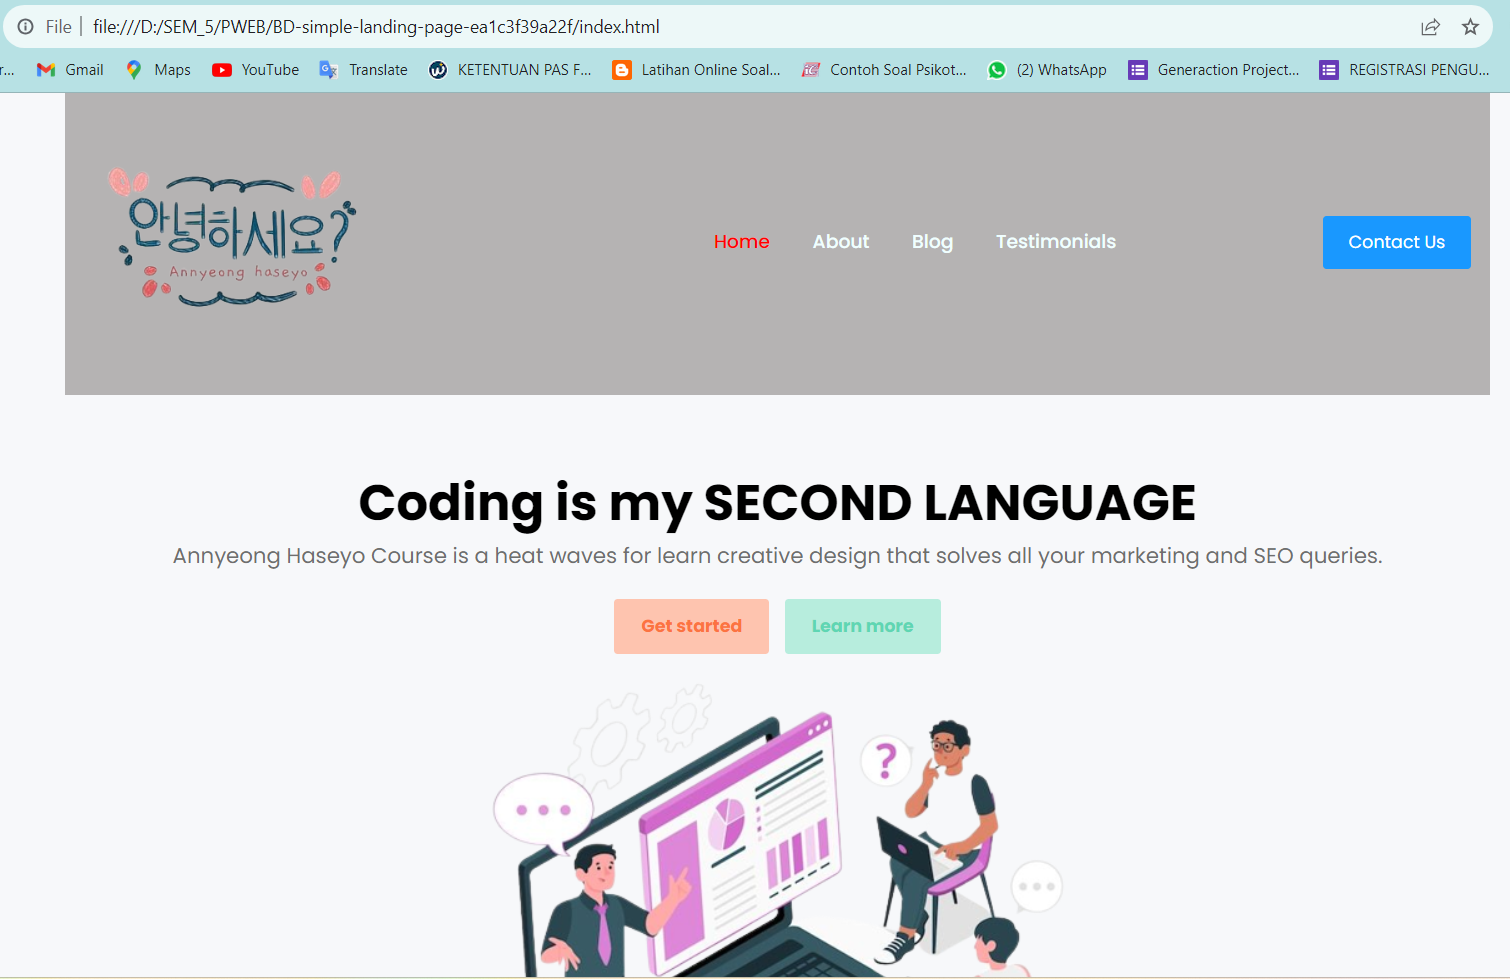 File | file:///D:/SEM_5/PWEB/BD-simple-landing-page-ea1c3f39a22f/index.html
r... Gmail Maps YouTube Translate KETENTUAN PAS F... Latihan Online Soal... Contoh Soal Psikot... (2) WhatsApp Generaction Project... REGISTRASI PENGU...
안녕하세요?
Annyeong haseyo
Home About Blog Testimonials Contact Us
Coding is my SECOND LANGUAGE
Annyeong Haseyo Course is a heat waves for learn creative design that solves all your marketing and SEO queries.
Get started Learn more
?